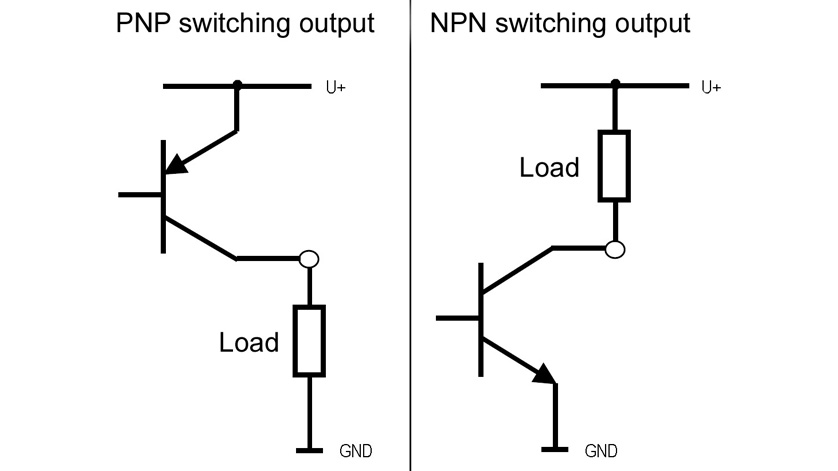 PNP switching output
U+
Load
GND
NPN switching output
U+
Load
GND